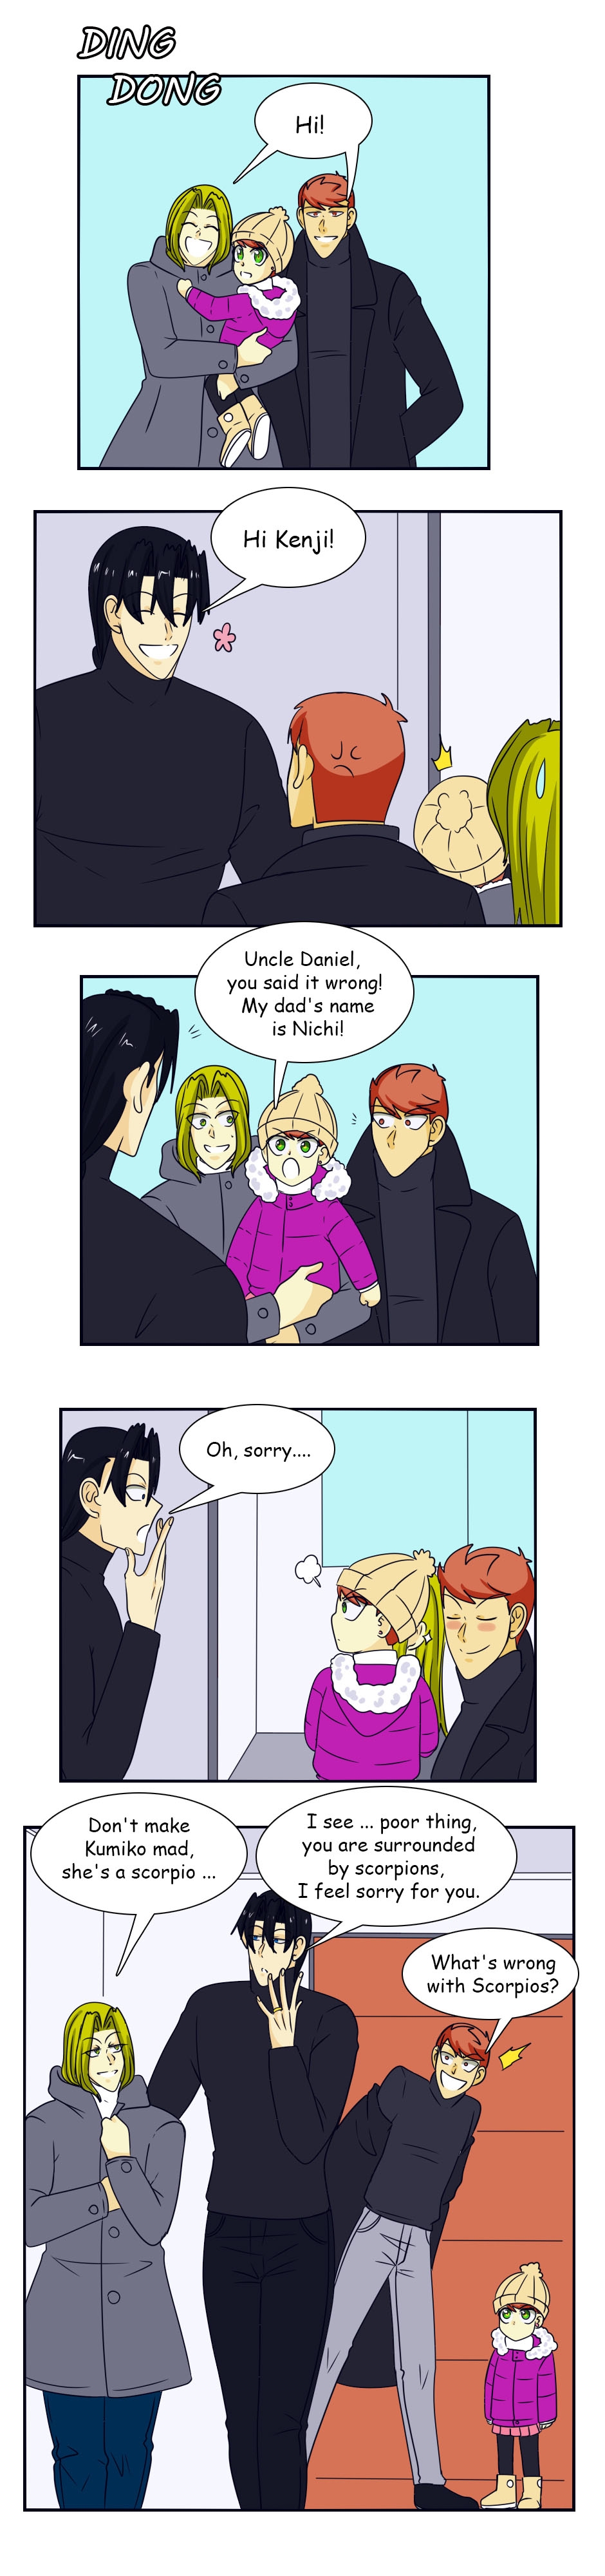 DING
DONG
Hi!
Hi Kenji!
Uncle Daniel,
you said it wrong!
My dad's name
is Nichi!
Oh, sorry....
Don't make
Kumiko mad,
she's a scorpio ...
I see ... poor thing,
you are surrounded
by scorpions,
I feel sorry for you.
What's wrong
with Scorpios?